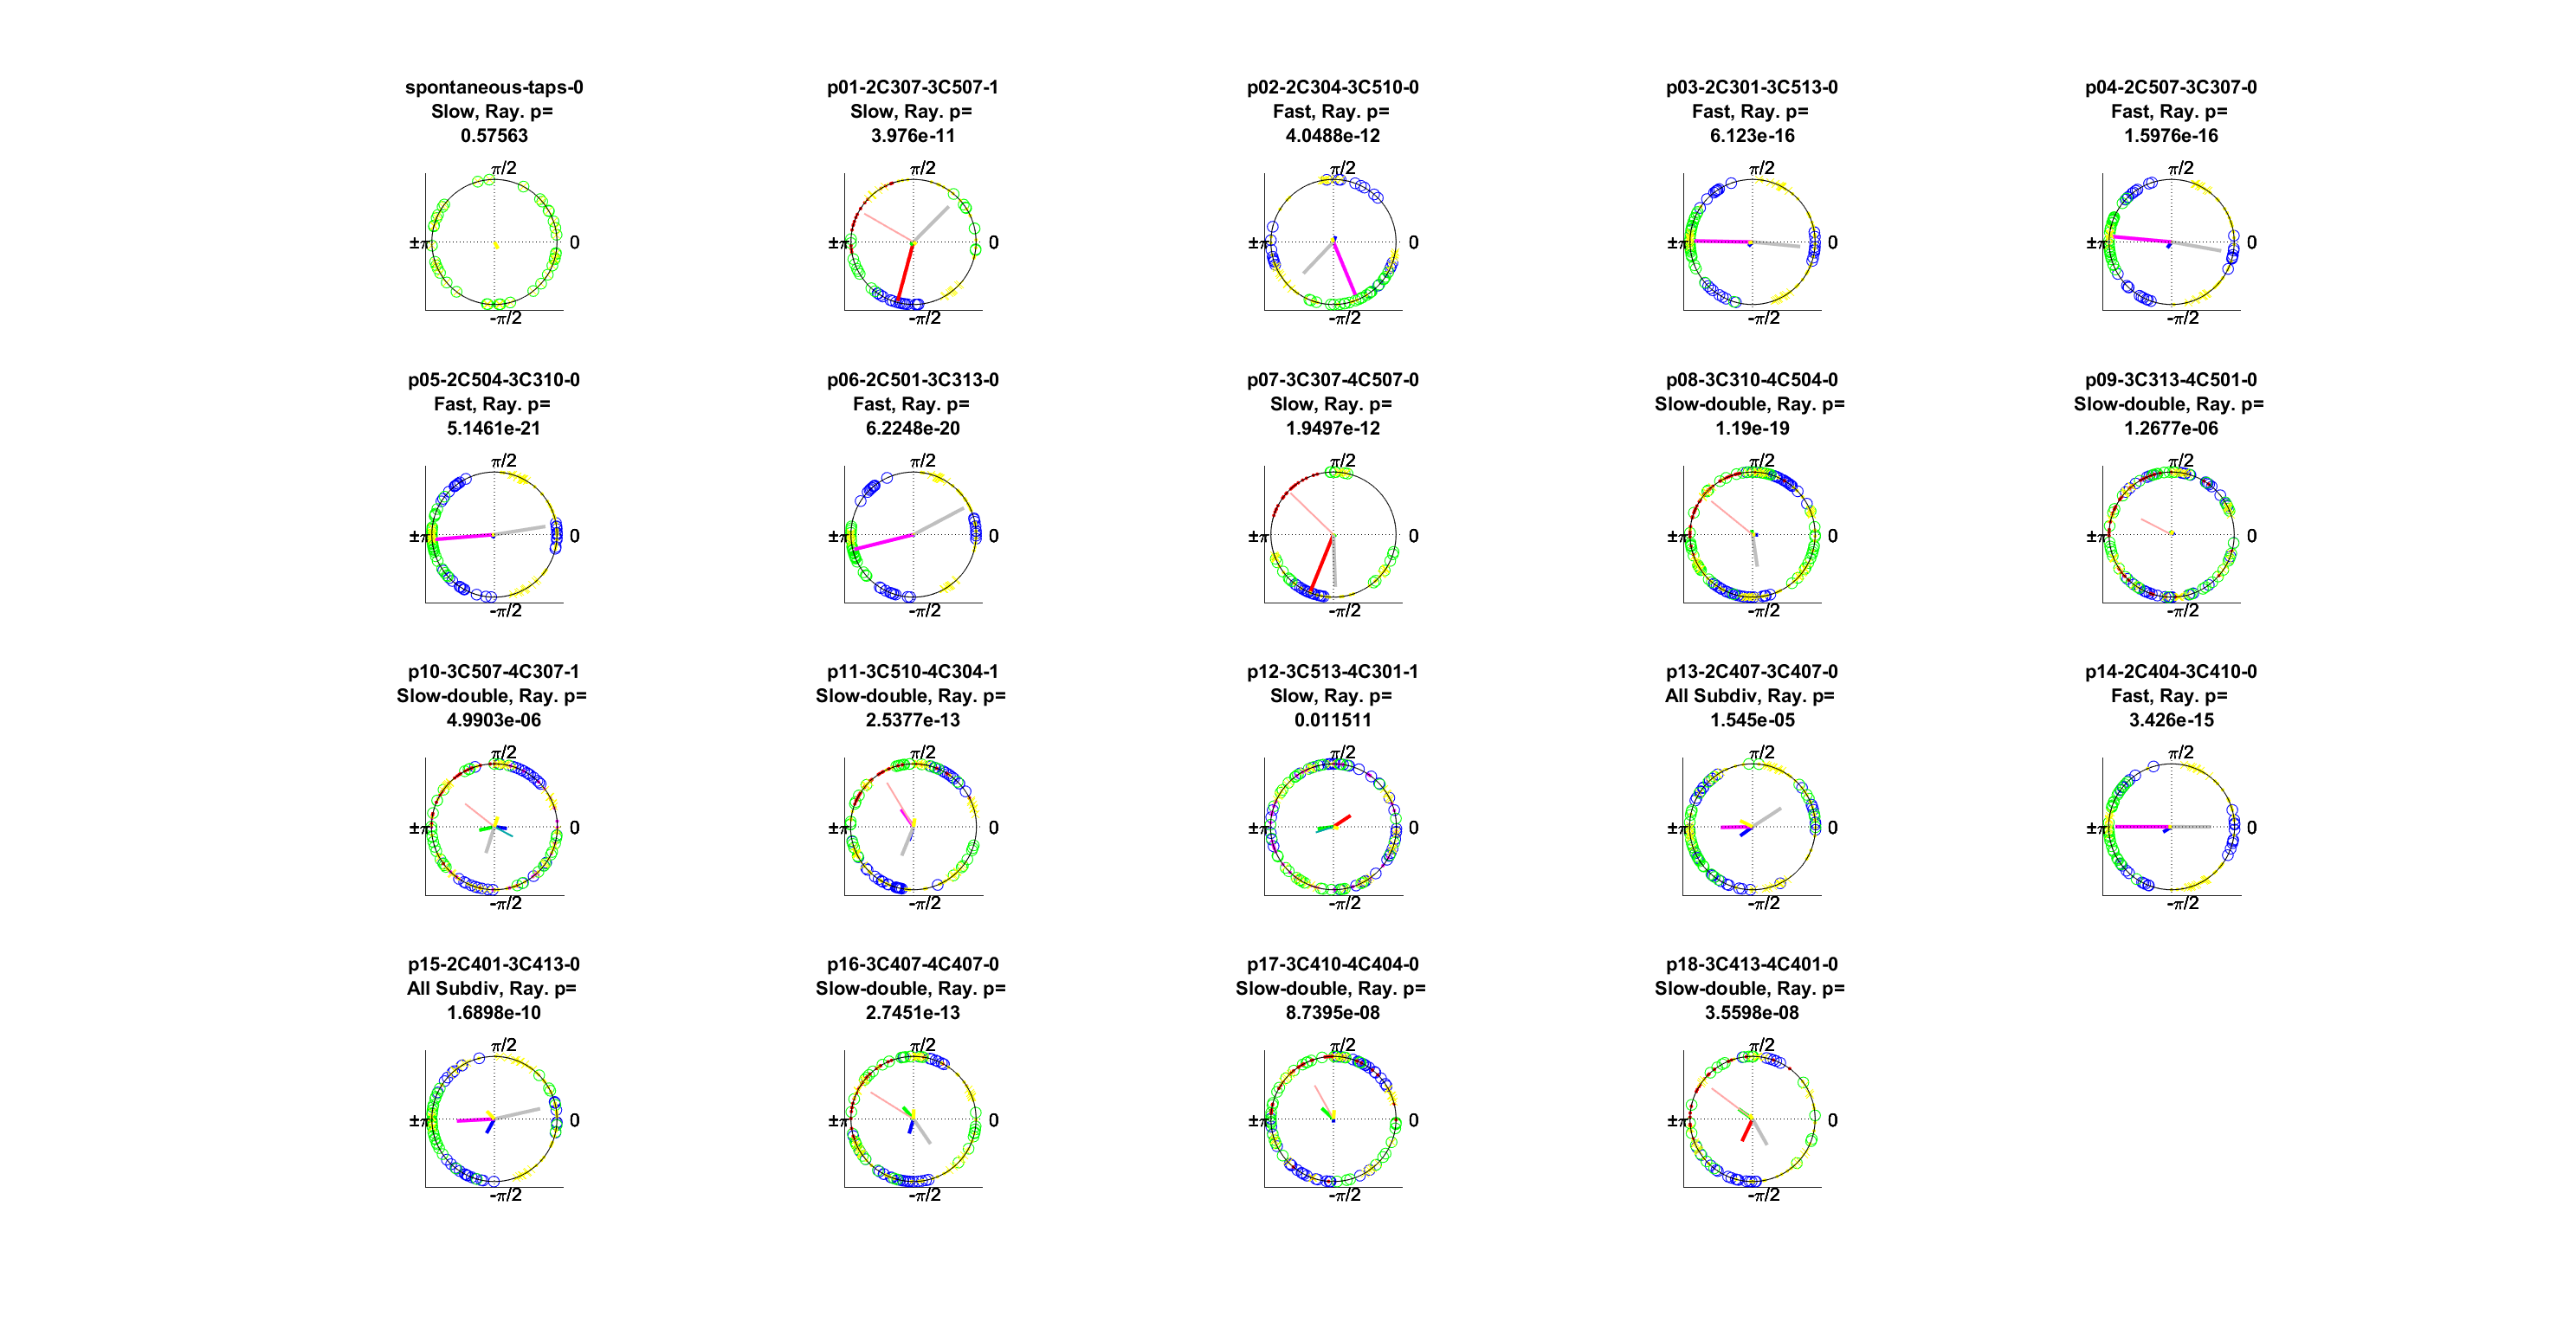 spontaneous-taps-0
Slow, Ray. p=
0.57563
π/2
±π
0
-π/2
p01-2C307-3C507-1
Slow, Ray. p=
3.976e-11
π/2
±π
0
-π/2
p02-2C304-3C510-0
Fast, Ray. p=
4.0488e-12
π/2
±π
0
-π/2
p03-2C301-3C513-0
Fast, Ray. p=
6.123e-16
π/2
±π
0
-π/2
p04-2C507-3C307-0
Fast, Ray. p=
1.5976e-16
π/2
±π
0
-π/2
p05-2C504-3C310-0
Fast, Ray. p=
5.1461e-21
π/2
±π
0
-π/2
p06-2C501-3C313-0
Fast, Ray. p=
6.2248e-20
π/2
±π
0
-π/2
p07-3C307-4C507-0
Slow, Ray. p=
1.9497e-12
π/2
±π
0
-π/2
p08-3C310-4C504-0
Slow-double, Ray. p=
1.19e-19
π/2
±π
0
-π/2
p09-3C313-4C501-0
Slow-double, Ray. p=
1.2677e-06
π/2
±π
0
-π/2
p10-3C507-4C307-1
Slow-double, Ray. p=
4.9903e-06
π/2
±π
0
-π/2
p11-3C510-4C304-1
Slow-double, Ray. p=
2.5377e-13
π/2
±π
0
-π/2
p12-3C513-4C301-1
Slow, Ray. p=
0.011511
π/2
±π
0
-π/2
p13-2C407-3C407-0
All Subdiv, Ray. p=
1.545e-05
π/2
±π
0
-π/2
p14-2C404-3C410-0
Fast, Ray. p=
3.426e-15
π/2
±π
0
-π/2
p15-2C401-3C413-0
All Subdiv, Ray. p=
1.6898e-10
π/2
±π
0
-π/2
p16-3C407-4C407-0
Slow-double, Ray. p=
2.7451e-13
π/2
±π
0
-π/2
p17-3C410-4C404-0
Slow-double, Ray. p=
8.7395e-08
π/2
±π
0
-π/2
p18-3C413-4C401-0
Slow-double, Ray. p=
3.5598e-08
π/2
±π
0
-π/2